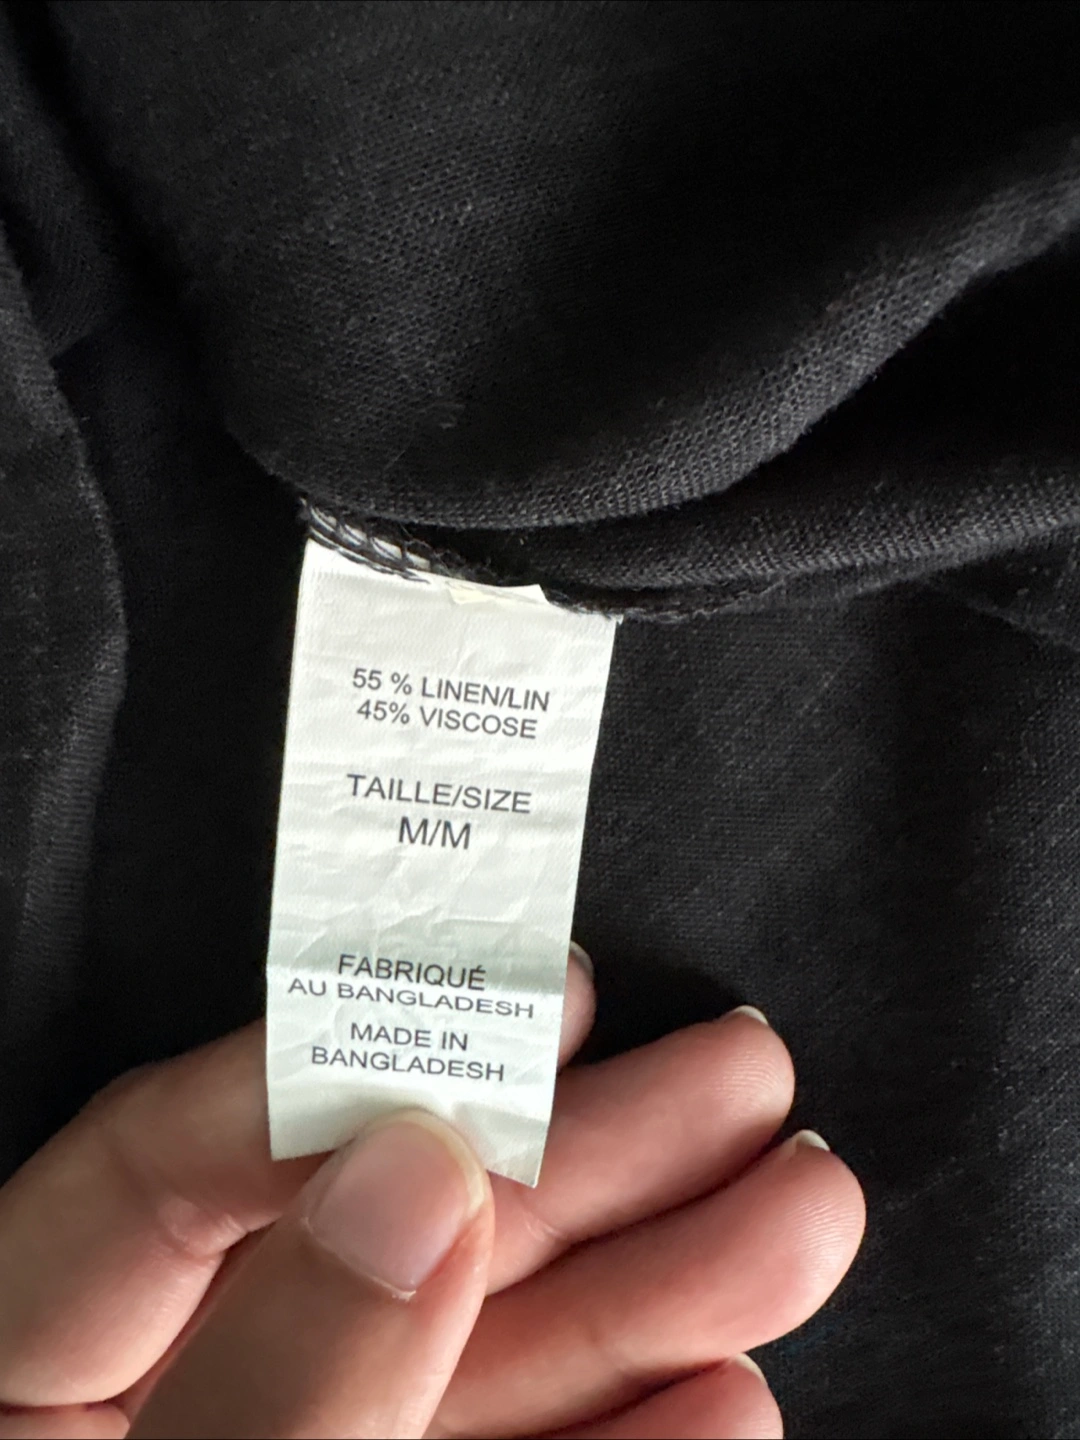 55 % LINEN/LIN
45% VISCOSE
TAILLE/SIZE
M/M
FABRIQUÉ
AU BANGLADESH
MADE IN
BANGLADESH